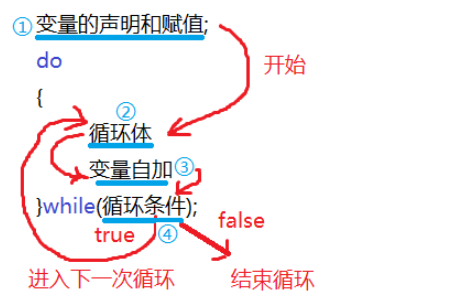 ① 变量的声明和赋值;
do
开始
{
②
循环体
变量自加 ③
}while(循环条件);
true ④ false
进入下一次循环 结束循环